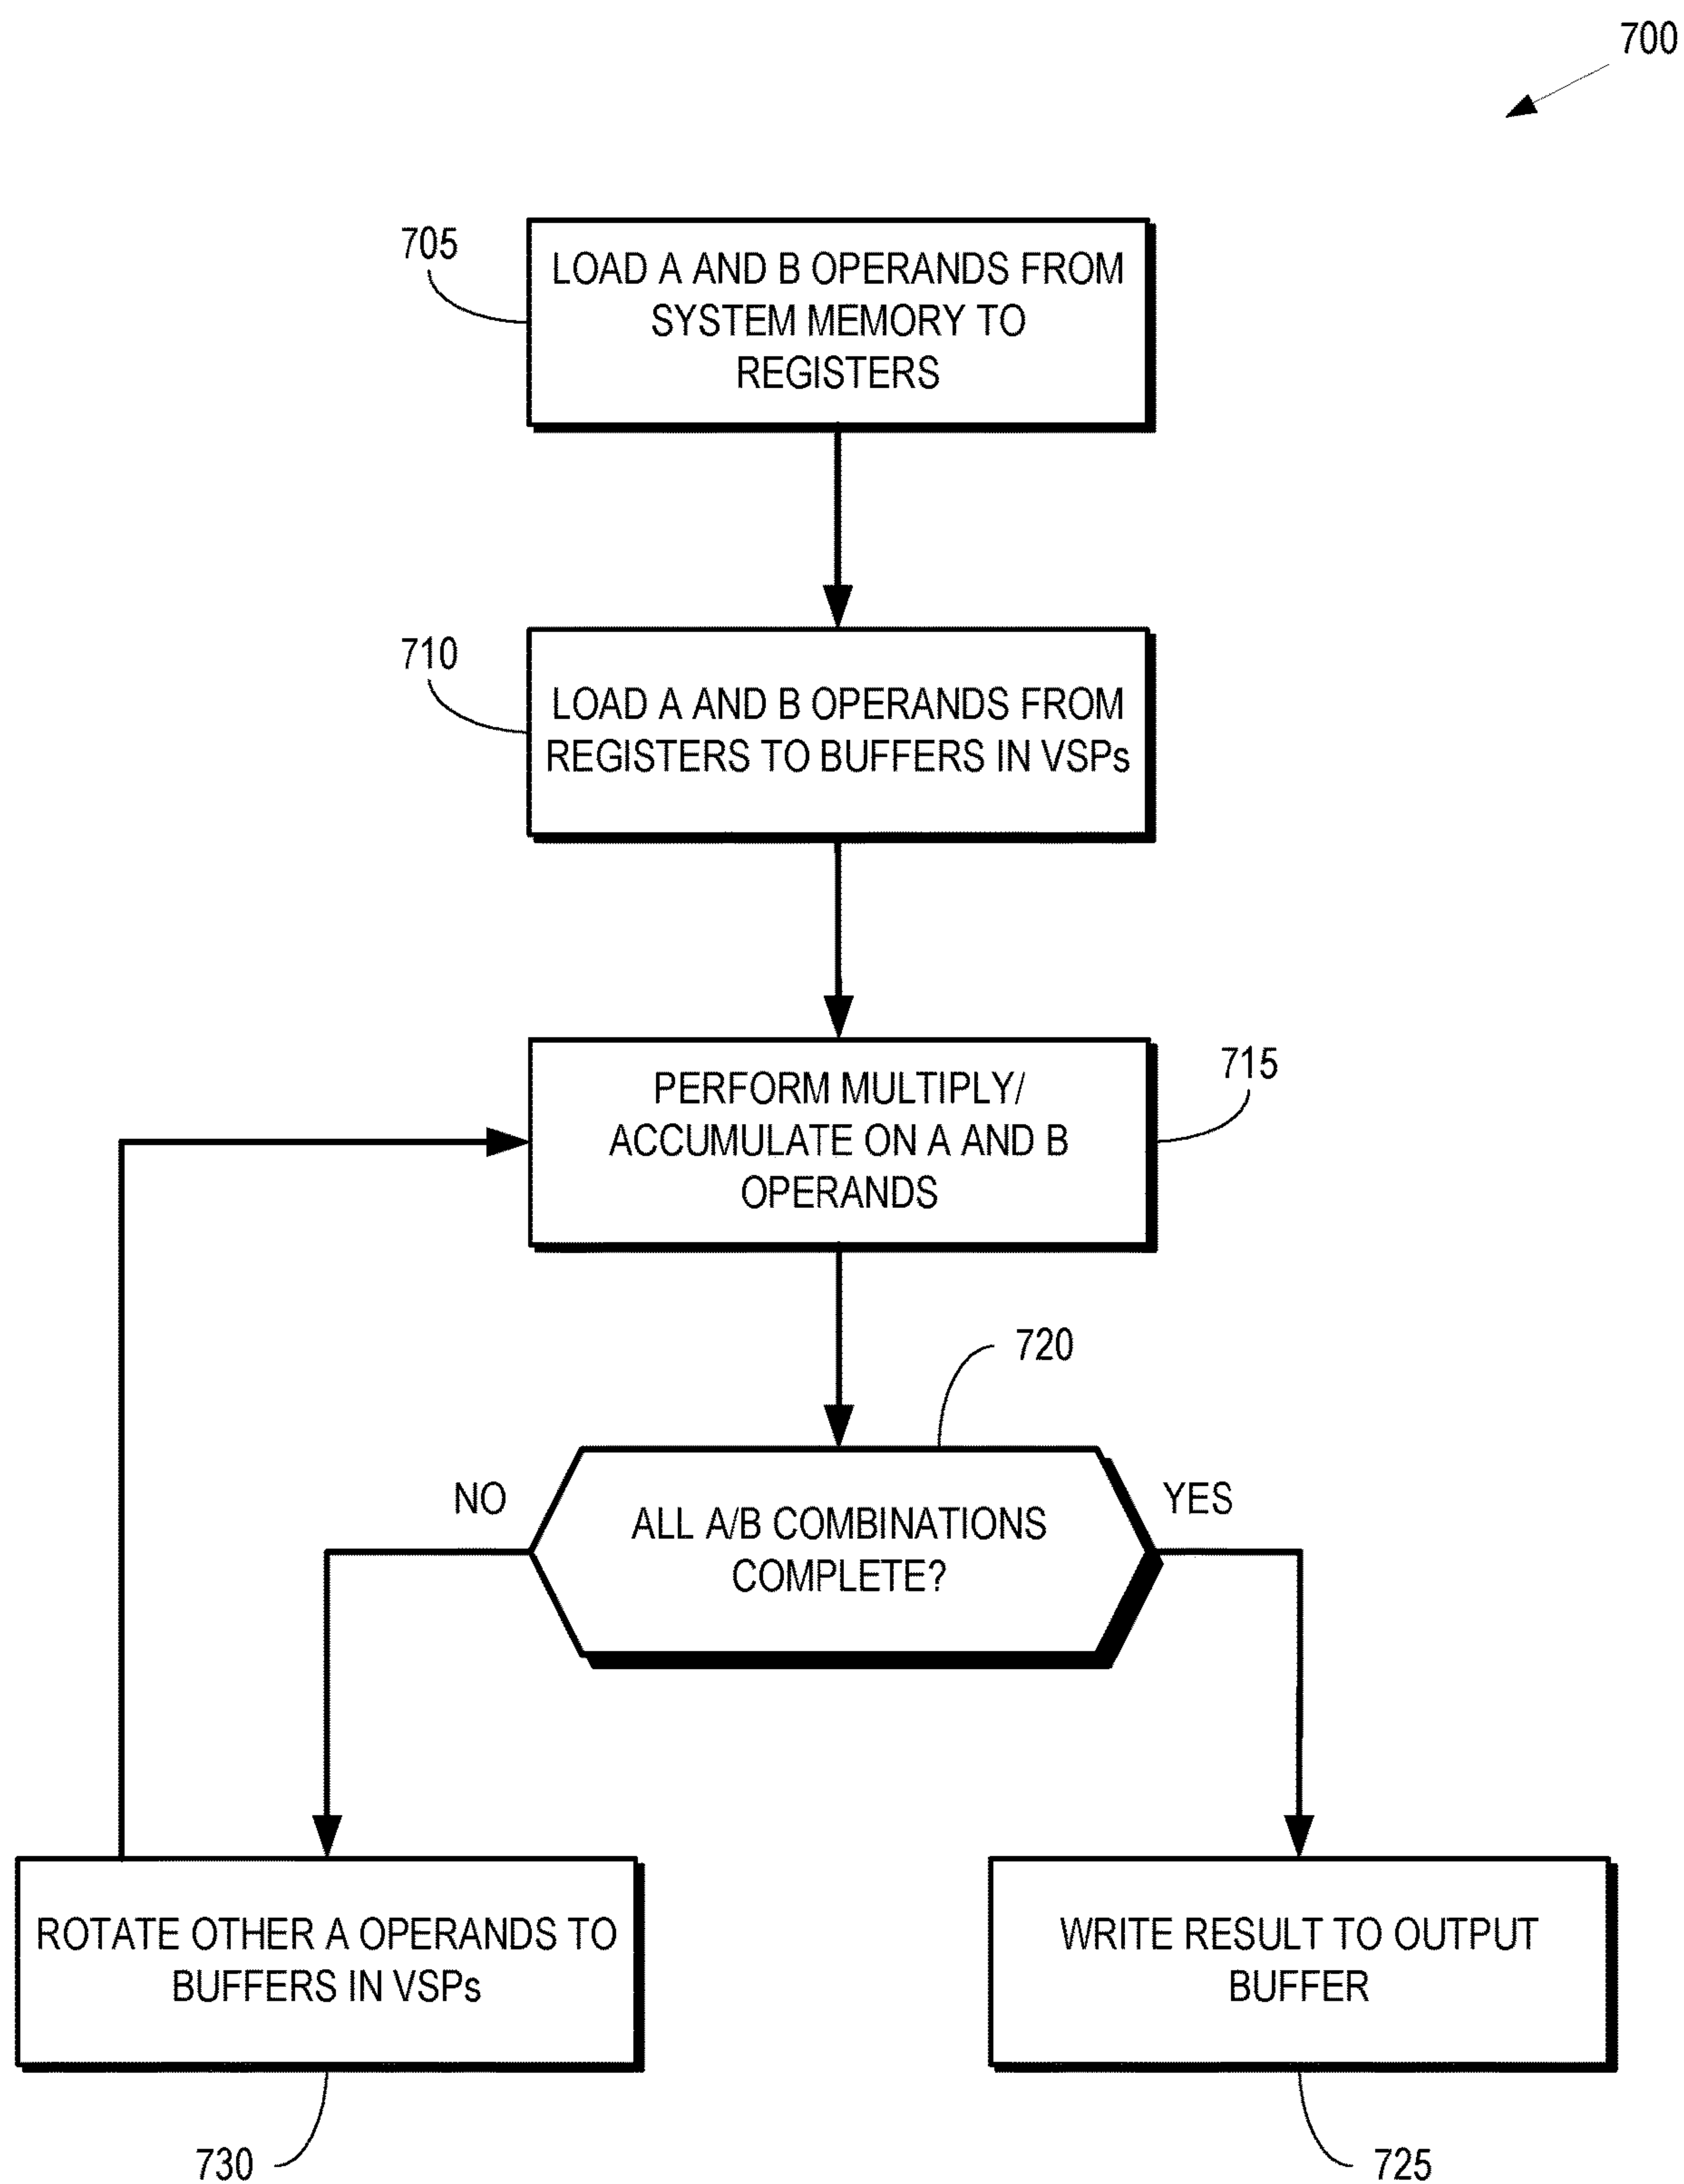 700
705
LOAD A AND B OPERANDS FROM
SYSTEM MEMORY TO
REGISTERS
710
LOAD A AND B OPERANDS FROM
REGISTERS TO BUFFERS IN VSPs
715
PERFORM MULTIPLY/
ACCUMULATE ON A AND B
OPERANDS
720
NO
YES
ALL A/B COMBINATIONS
COMPLETE?
ROTATE OTHER A OPERANDS TO
BUFFERS IN VSPs
730
WRITE RESULT TO OUTPUT
BUFFER
725